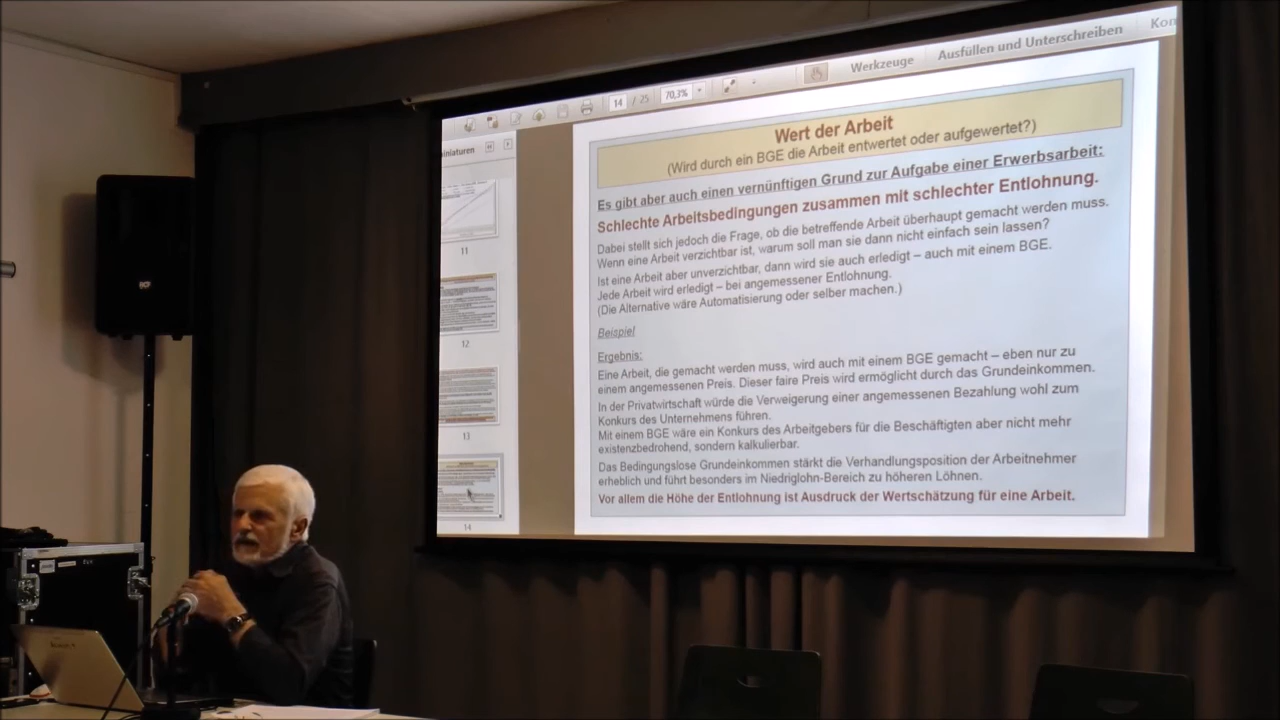 Werkzeuge
Ausfüllen und Unterschreiben
14 / 25
70,3%
Wert der Arbeit
(Wird durch ein BGE die Arbeit entwertet oder aufgewertet?)
Es gibt aber auch einen vernünftigen Grund zur Aufgabe einer Erwerbsarbeit:
Schlechte Arbeitsbedingungen zusammen mit schlechter Entlohnung.
Dabei stellt sich jedoch die Frage, ob die betreffende Arbeit überhaupt gemacht werden muss.
Wenn eine Arbeit verzichtbar ist, warum soll man sie dann nicht einfach sein lassen?
Ist eine Arbeit aber unverzichtbar, dann wird sie auch erledigt – auch mit einem BGE.
Jede Arbeit wird erledigt – bei angemessener Entlohnung.
(Die Alternative wäre Automatisierung oder selber machen.)
Beispiel
Ergebnis:
Eine Arbeit, die gemacht werden muss, wird auch mit einem BGE gemacht – eben nur zu
einem angemessenen Preis. Dieser faire Preis wird ermöglicht durch das Grundeinkommen.
In der Privatwirtschaft würde die Verweigerung einer angemessenen Bezahlung wohl zum
Konkurs des Unternehmens führen.
Mit einem BGE wäre ein Konkurs des Arbeitgebers für die Beschäftigten aber nicht mehr
existenzbedrohend, sondern kalkulierbar.
Das Bedingungslose Grundeinkommen stärkt die Verhandlungsposition der Arbeitnehmer
erheblich und führt besonders im Niedriglohn-Bereich zu höheren Löhnen.
Vor allem die Höhe der Entlohnung ist Ausdruck der Wertschätzung für eine Arbeit.
11
12
13
14